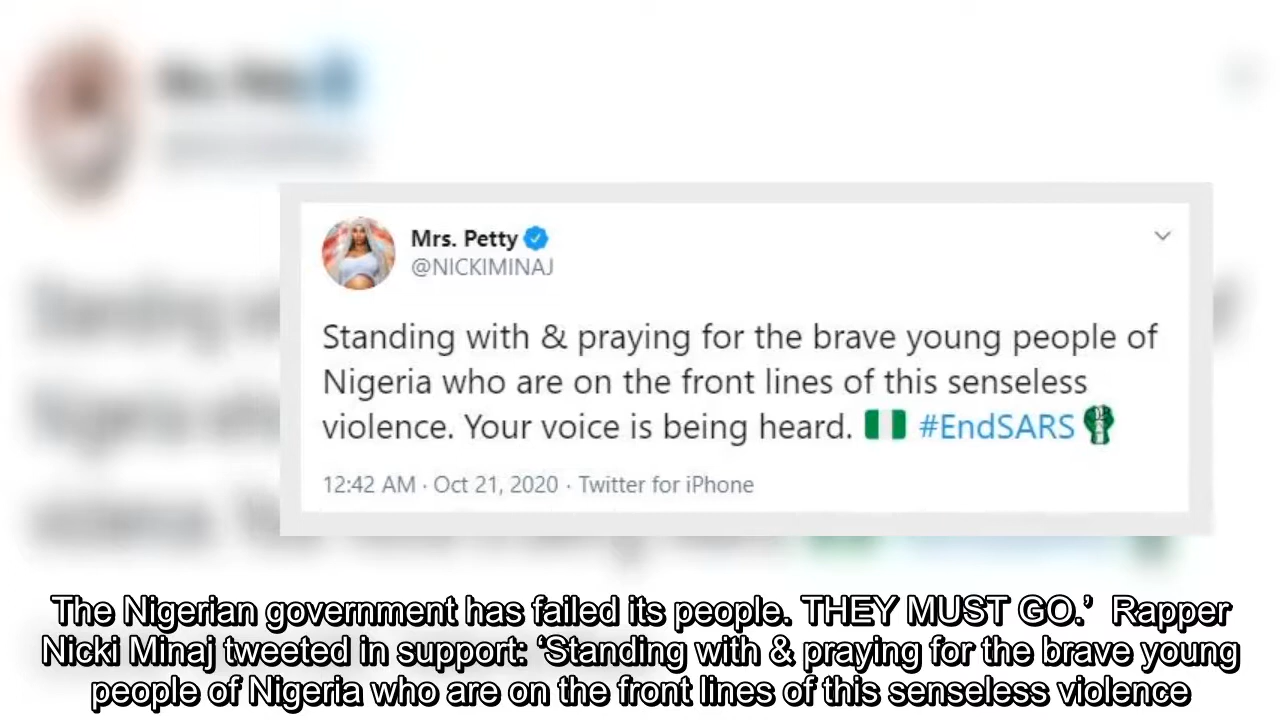 Mrs. Petty
@NICKIMINAJ
Standing with & praying for the brave young people of
Nigeria who are on the front lines of this senseless
violence. Your voice is being heard. #EndSARS
12:42 AM · Oct 21, 2020 · Twitter for iPhone
The Nigerian government has failed its people. THEY MUST GO.’ Rapper
Nicki Minaj tweeted in support: ‘Standing with & praying for the brave young
people of Nigeria who are on the front lines of this senseless violence